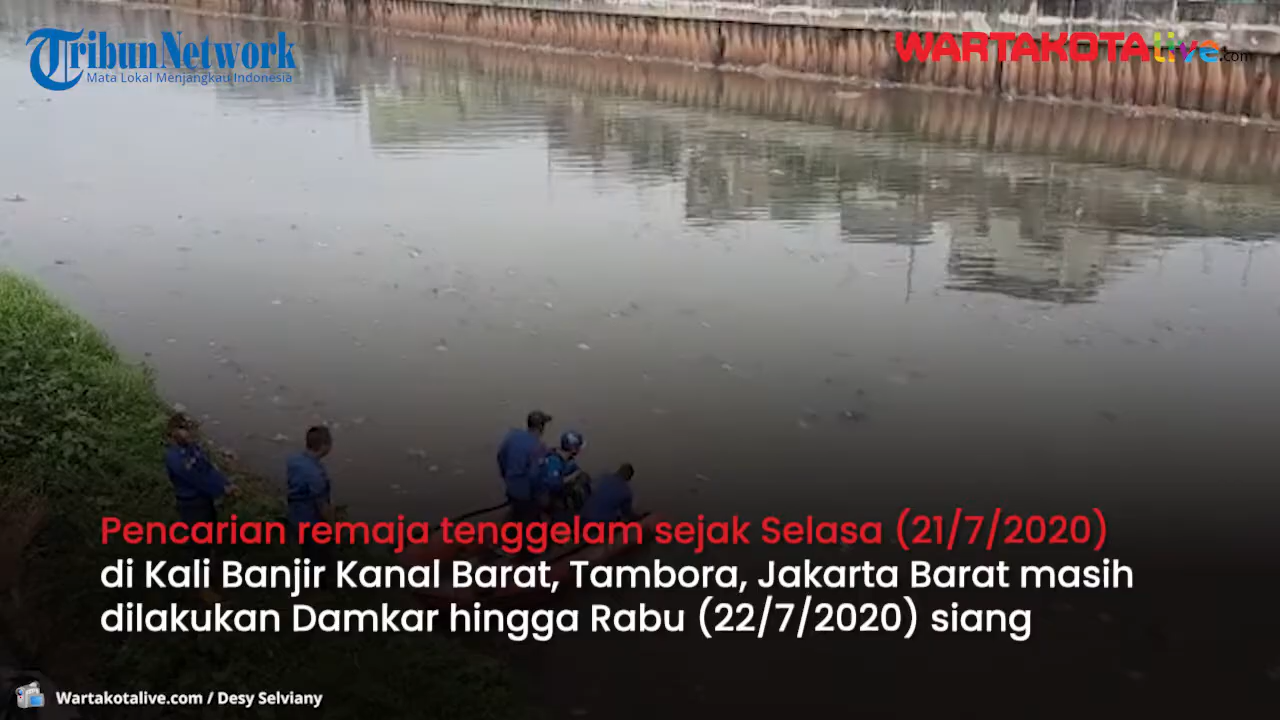 TribunNetwork
Mata Lokal Menjangkau Indonesia
WARTAKOTAlive.com
Pencarian remaja tenggelam sejak Selasa (21/7/2020)
di Kali Banjir Kanal Barat, Tambora, Jakarta Barat masih
dilakukan Damkar hingga Rabu (22/7/2020) siang
Wartakotalive.com / Desy Selviany